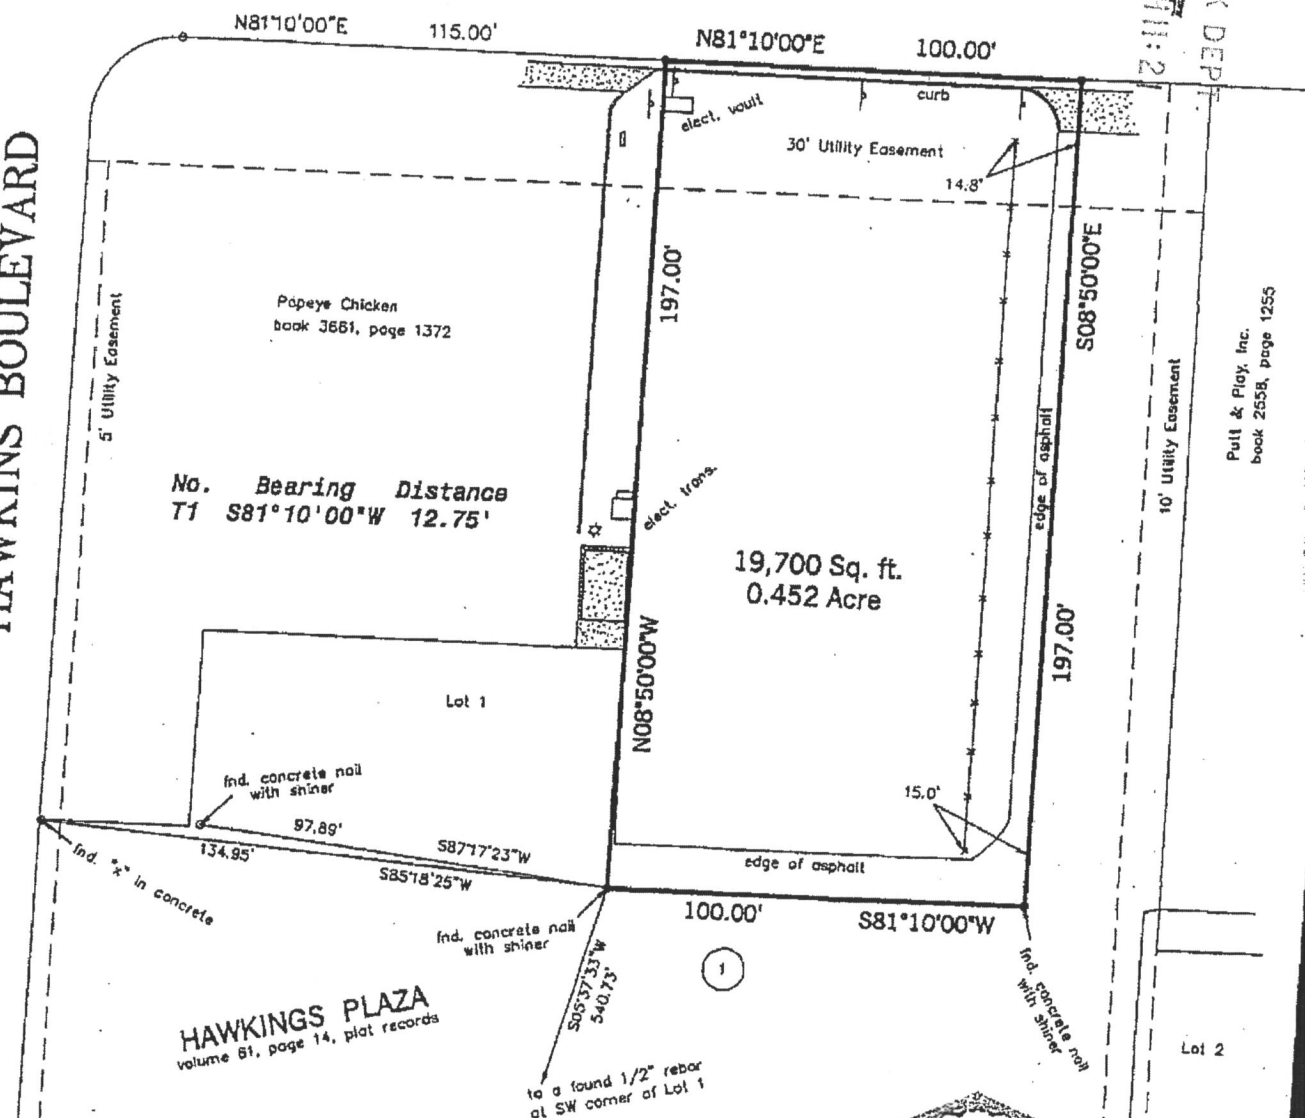 N81°10'00"E 115.00'
N81°10'00"E 100.00'
DEPT
11:2
curb
elect. vault
30' Utility Easement
14.8'
HAWKINS BOULEVARD
5' Utility Easement
Papeye Chicken
book 3661, page 1372
197.00'
S08°50'00"E
10' Utility Easement
Putt & Play, Inc.
book 2558, page 1255
No. Bearing Distance
T1 S81°10'00"W 12.75'
elect. trans.
edge of asphalt
19,700 Sq. ft.
0.452 Acre
N08°50'00"W
197.00'
Lot 1
fnd. concrete nail
with shiner
15.0'
97.89'
S87°17'23"W
134.95'
S85°18'25"W
fnd. "x" in concrete
edge of asphalt
100.00' S81°10'00"W
fnd. concrete nail
with shiner
1
S05°37'33"W
540.73'
fnd. concrete nail
with shiner
HAWKINGS PLAZA
volume 61, page 14, plat records
Lot 2
to a found 1/2" rebar
at SW corner of Lot 1